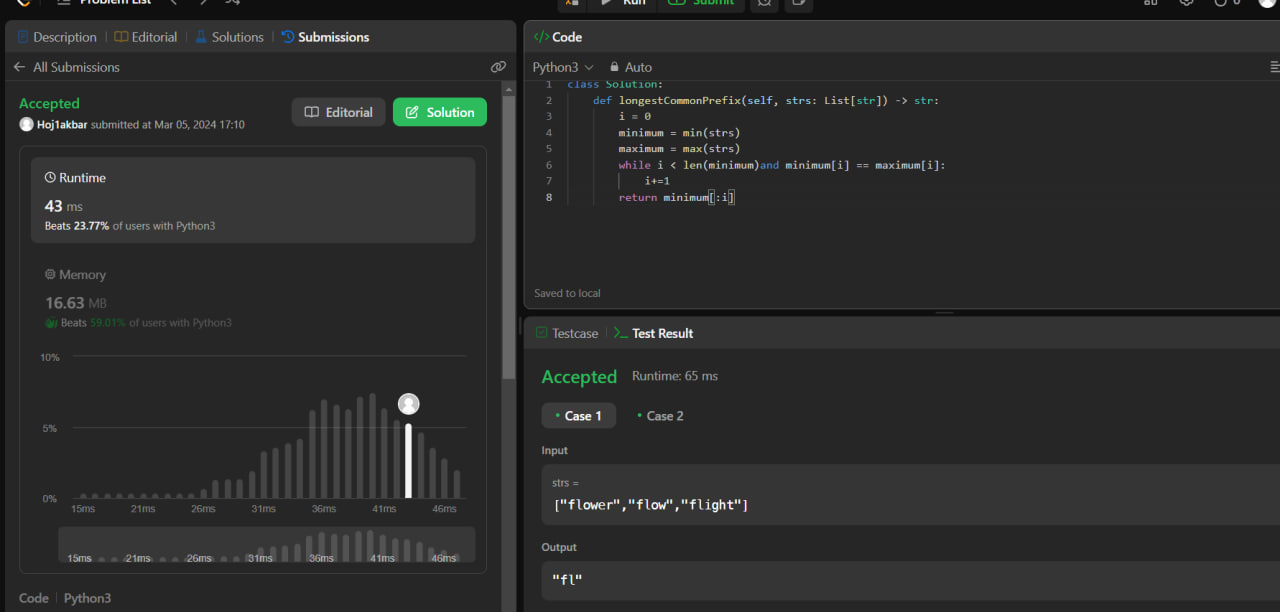 Problem List
Run
Submit
0
Description
Editorial
Solutions
Submissions
All Submissions
Accepted
Hoj1akbar submitted at Mar 05, 2024 17:10
Editorial
Solution
Runtime
43 ms
Beats 23.77% of users with Python3
Memory
16.63 MB
Beats 59.01% of users with Python3
10%
5%
0%
15ms 21ms 26ms 31ms 36ms 41ms 46ms
15ms 21ms 26ms 31ms 36ms 41ms 46ms
Code | Python3
</> Code
Python3
Auto
1 class Solution:
2 def longestCommonPrefix(self, strs: List[str]) -> str:
3 i = 0
4 minimum = min(strs)
5 maximum = max(strs)
6 while i < len(minimum)and minimum[i] == maximum[i]:
7 i+=1
8 return minimum[:i]
Saved to local
Testcase
>_ Test Result
Accepted Runtime: 65 ms
• Case 1 • Case 2
Input
strs =
["flower","flow","flight"]
Output
"fl"